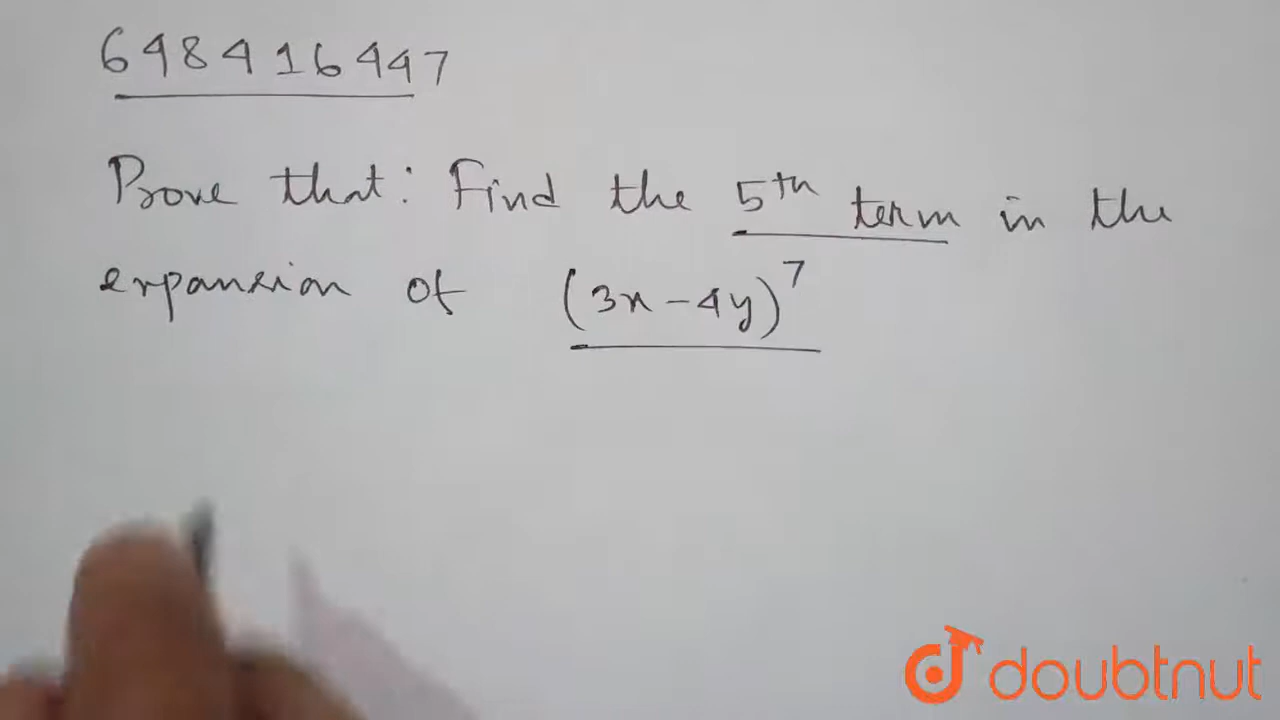 648416447
Prove that: Find the 5th term in the
expansion of (3x-4y)^7
doubtnut